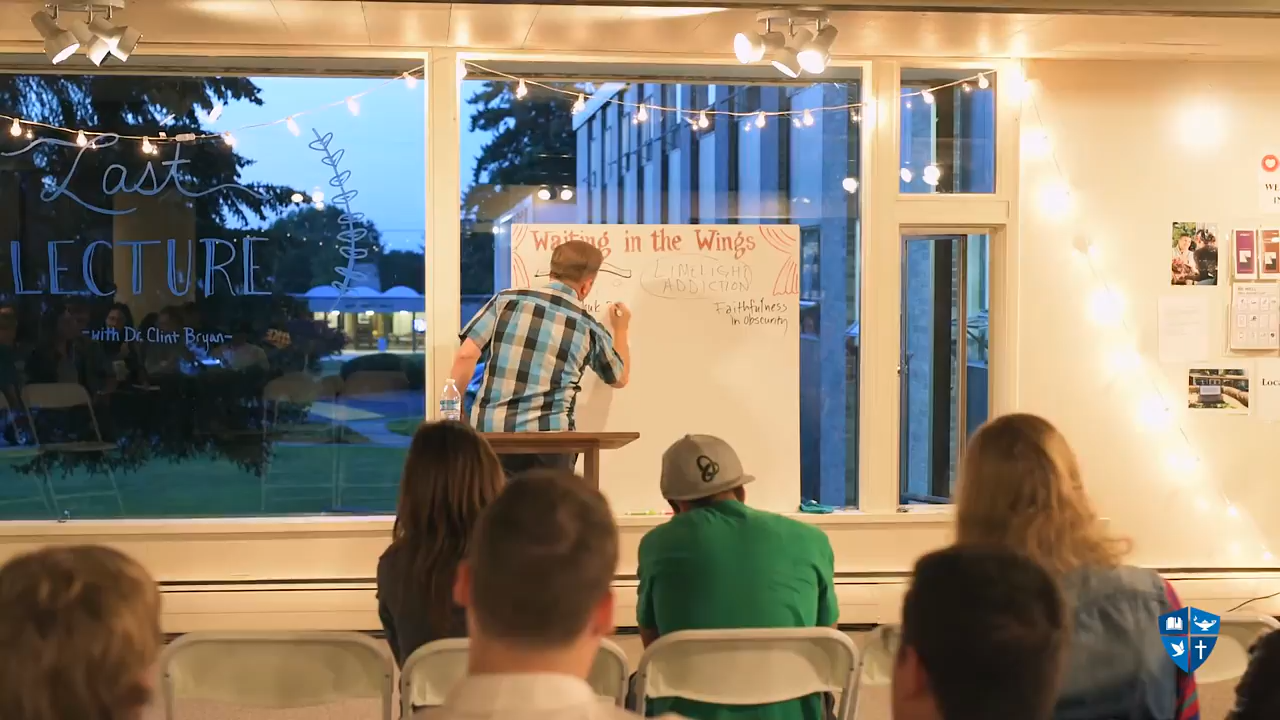 Last
LECTURE
-with Dr. Clint Bryan-
Waiting in the Wings
LIMELIGHT
ADDICTION
Faithfulness
in Obscurity